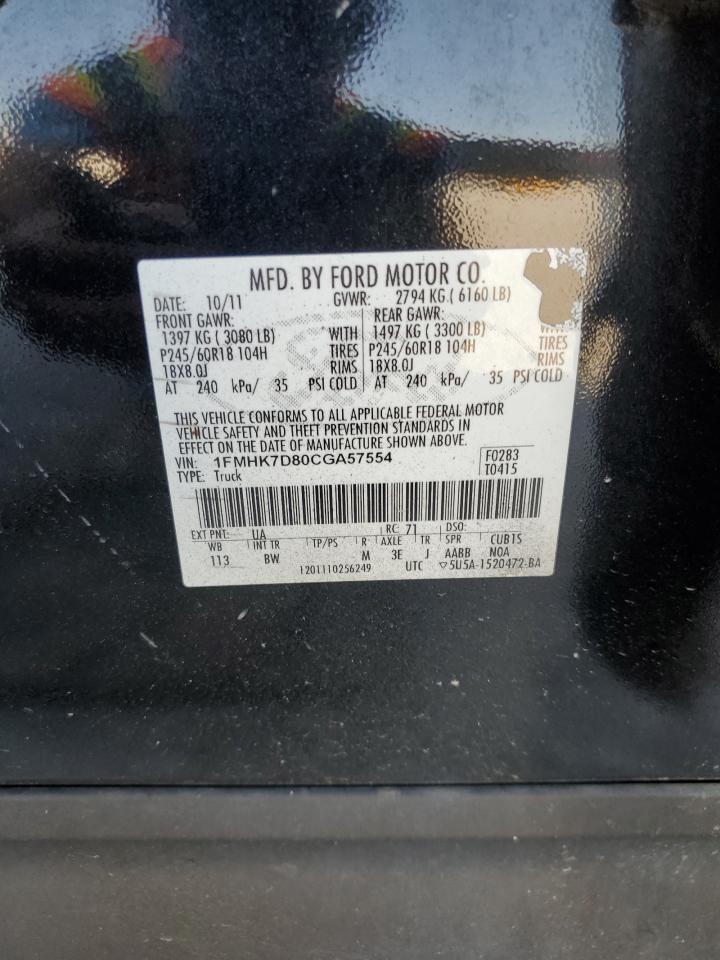 MFD. BY FORD MOTOR CO.
DATE: 10/11 GVWR: 2794 KG ( 6160 LB)
FRONT GAWR: REAR GAWR:
1397 KG ( 3080 LB) WITH 1497 KG ( 3300 LB) WITH
P245/60R18 104H TIRES P245/60R18 104H TIRES
18X8.0J RIMS 18X8.0J RIMS
AT 240 kPa/ 35 PSI COLD AT 240 kPa/ 35 PSI COLD
THIS VEHICLE CONFORMS TO ALL APPLICABLE FEDERAL MOTOR
VEHICLE SAFETY AND THEFT PREVENTION STANDARDS IN
EFFECT ON THE DATE OF MANUFACTURE SHOWN ABOVE.
VIN: 1FMHK7D80CGA57554 F0283
TYPE: Truck T0415
EXT PNT: UA RC: 71 DSO:
WB INT TR TP/PS R AXLE TR SPR CUB1S
113 BW M 3E J AABB NOA
1201110256249 UTC ▽5U5A-1520472-BA